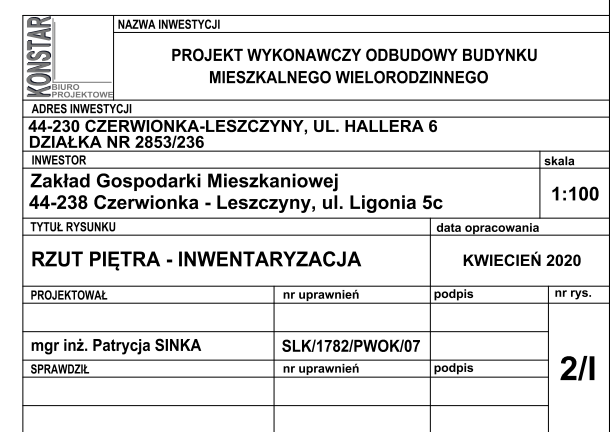 KONSTAR
BIURO
PROJEKTOWE
NAZWA INWESTYCJI
PROJEKT WYKONAWCZY ODBUDOWY BUDYNKU
MIESZKALNEGO WIELORODZINNEGO
ADRES INWESTYCJI
44-230 CZERWIONKA-LESZCZYNY, UL. HALLERA 6
DZIAŁKA NR 2853/236
INWESTOR
skala
Zakład Gospodarki Mieszkaniowej
44-238 Czerwionka - Leszczyny, ul. Ligonia 5c
1:100
TYTUŁ RYSUNKU
data opracowania
RZUT PIĘTRA - INWENTARYZACJA
KWIECIEŃ 2020
PROJEKTOWAŁ
nr uprawnień
podpis
nr rys.
mgr inż. Patrycja SINKA
SLK/1782/PWOK/07
2/I
SPRAWDZIŁ
nr uprawnień
podpis